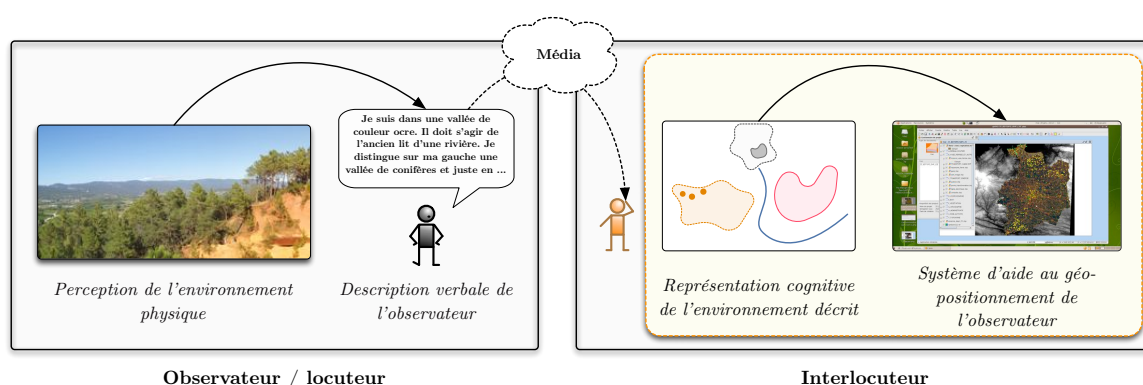 Média
Je suis dans une vallée de
couleur ocre. Il doit s'agir de
l'ancien lit d'une rivière. Je
distingue sur ma gauche une
vallée de conifères et juste en ...
Perception de l'environnement
physique
Description verbale de
l'observateur
Représentation cognitive
de l'environnement décrit
Système d'aide au géo-
positionnement de
l'observateur
Observateur / locuteur
Interlocuteur